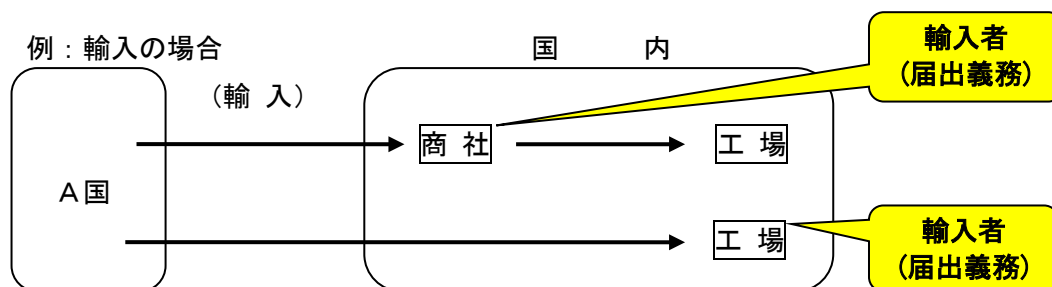 例：輸入の場合
国　　内
輸入者
(届出義務)
（輸 入）
商 社
工 場
Ａ国
工 場
輸入者
(届出義務)